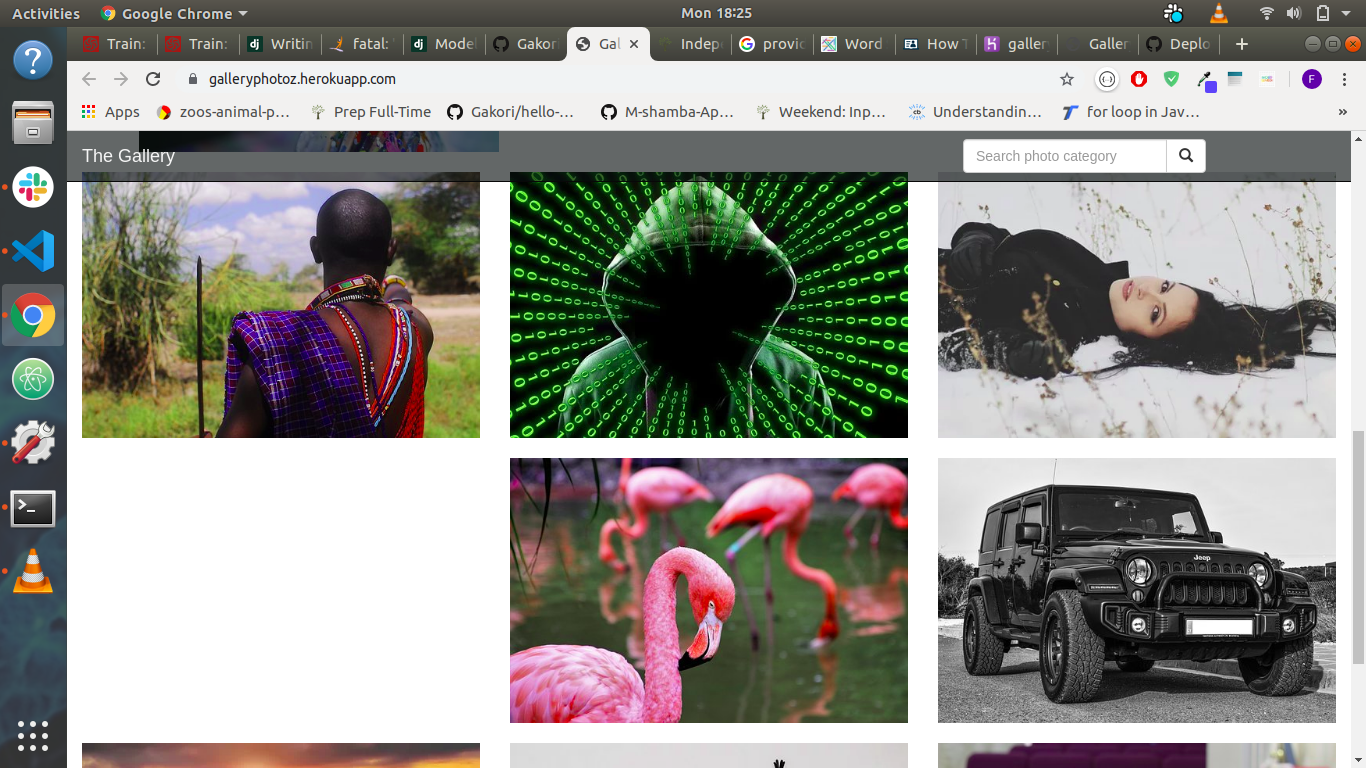 Activities Google Chrome Mon 18:25
Train: Train: Writin fatal: Model Gakor Gal Indep provid Word How T galler Galler Deplo
galleryphotoz.herokuapp.com
Apps zoos-animal-p… Prep Full-Time Gakori/hello-… M-shamba-Ap… Weekend: Inp… Understandin… for loop in Jav… »
The Gallery Search photo category
Jeep